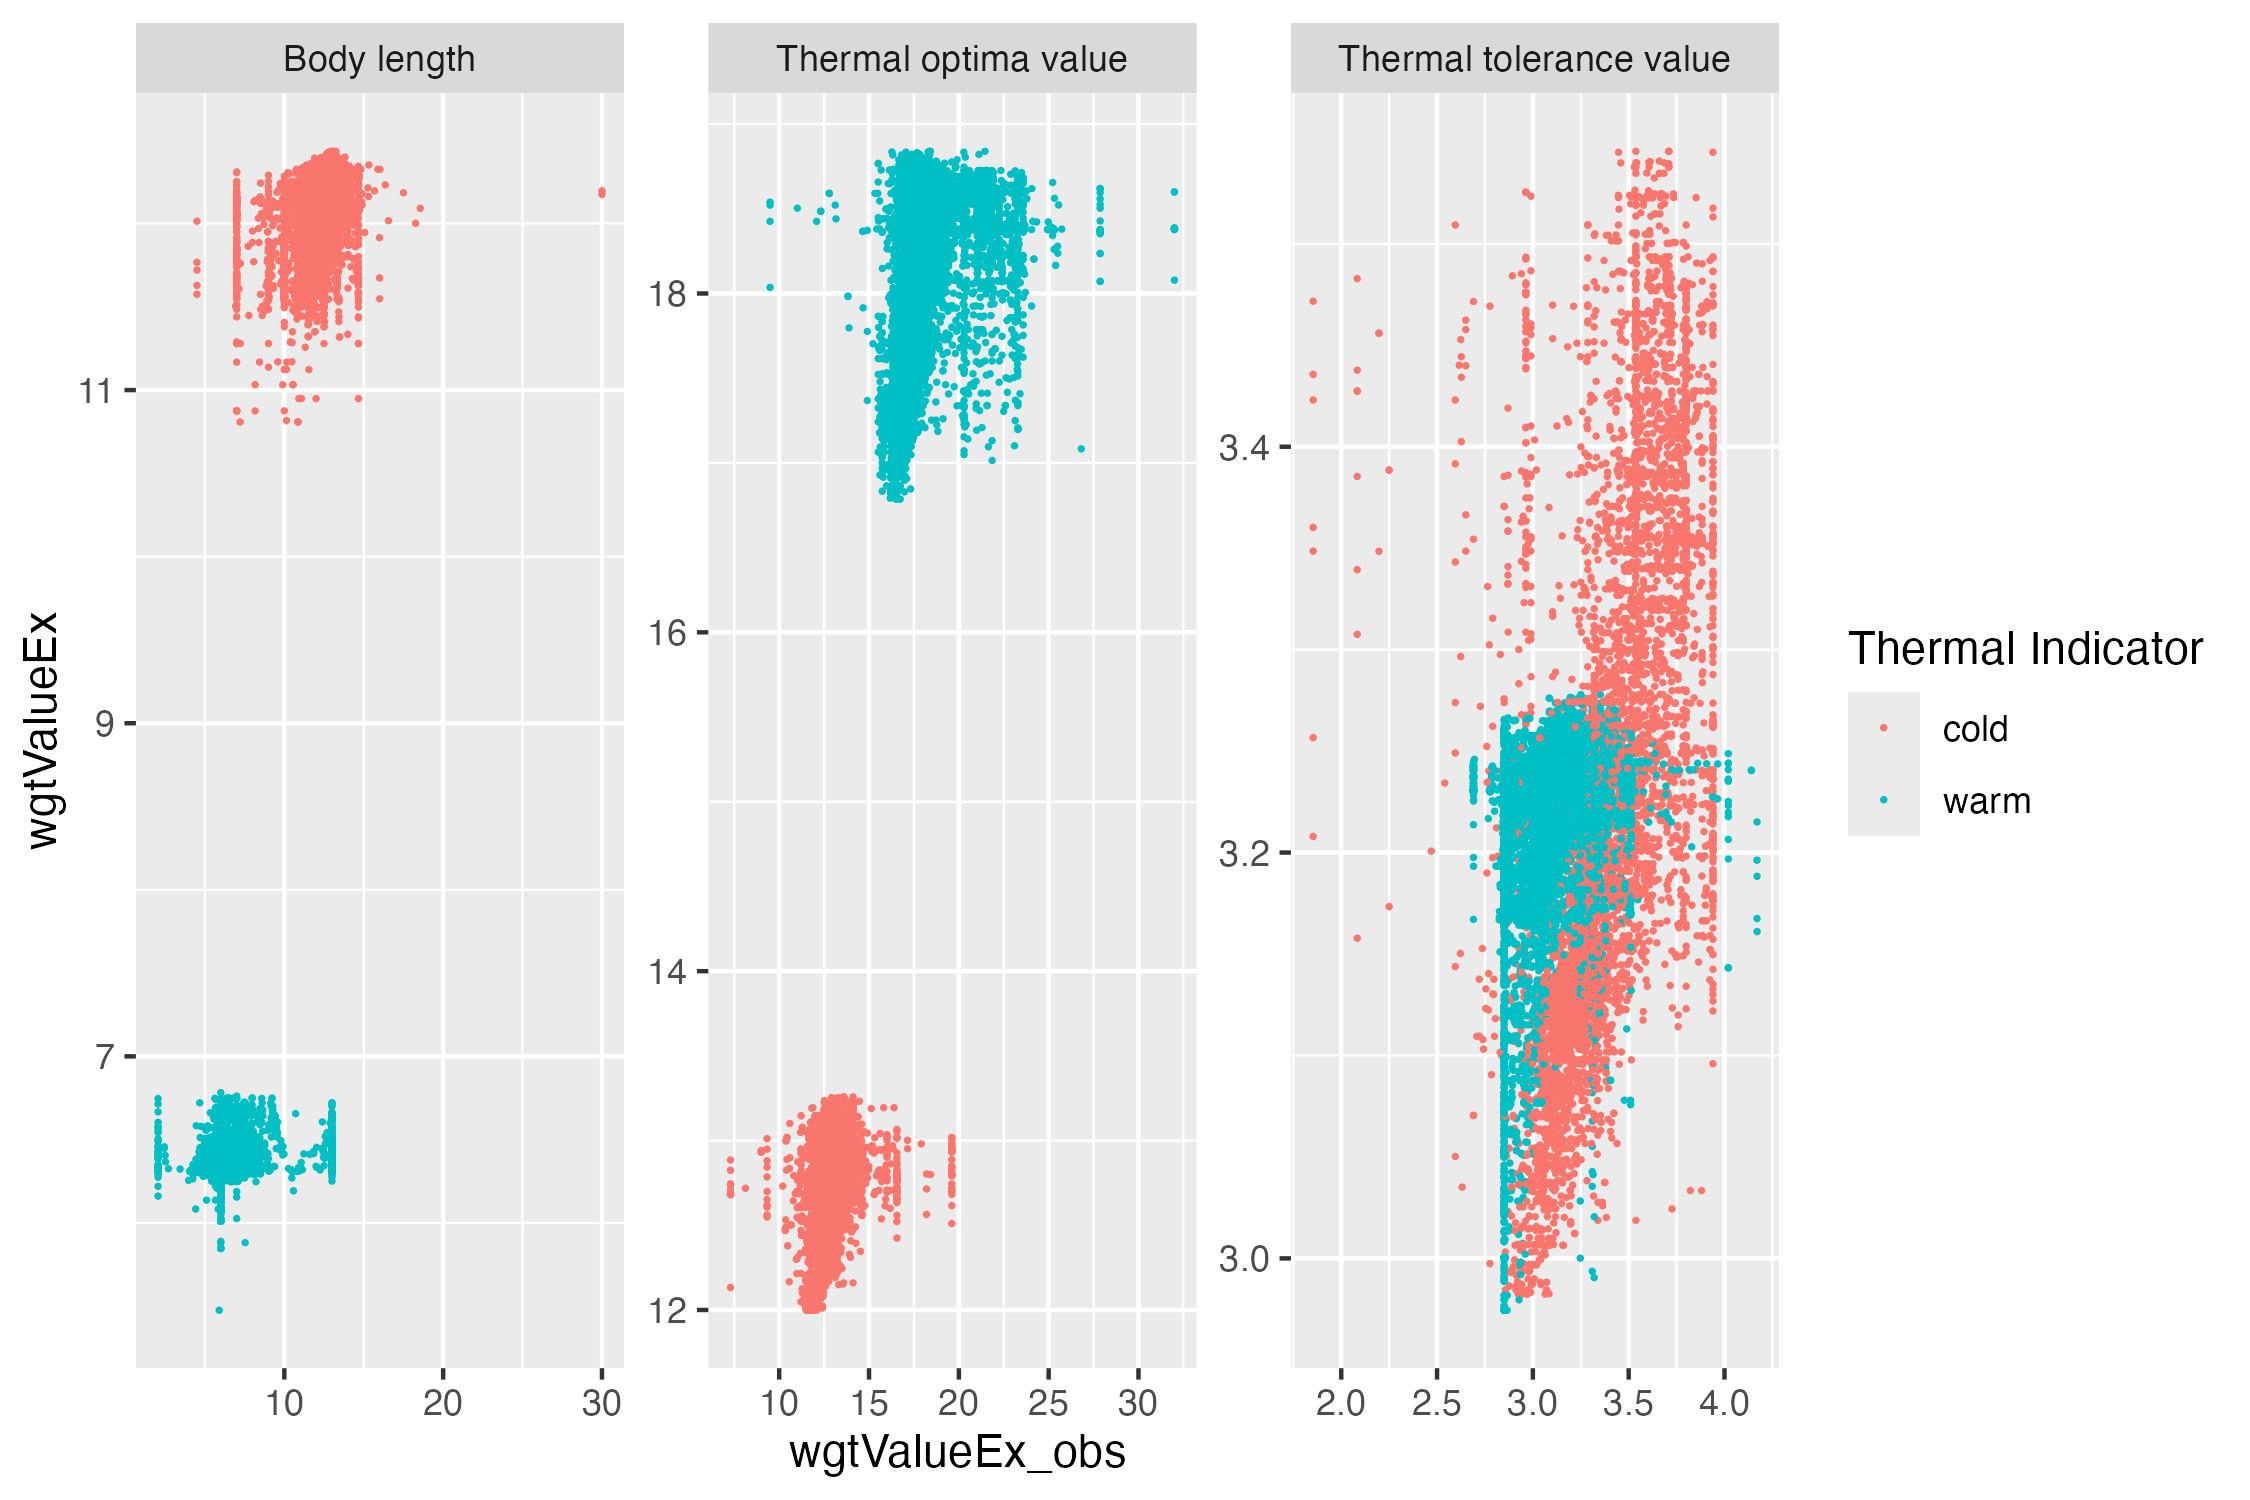 Body length
Thermal optima value
Thermal tolerance value
wgtValueEx
11
9
7
18
16
14
12
3.4
3.2
3.0
10 20 30
10 15 20 25 30
2.0 2.5 3.0 3.5 4.0
wgtValueEx_obs
Thermal Indicator
cold
warm